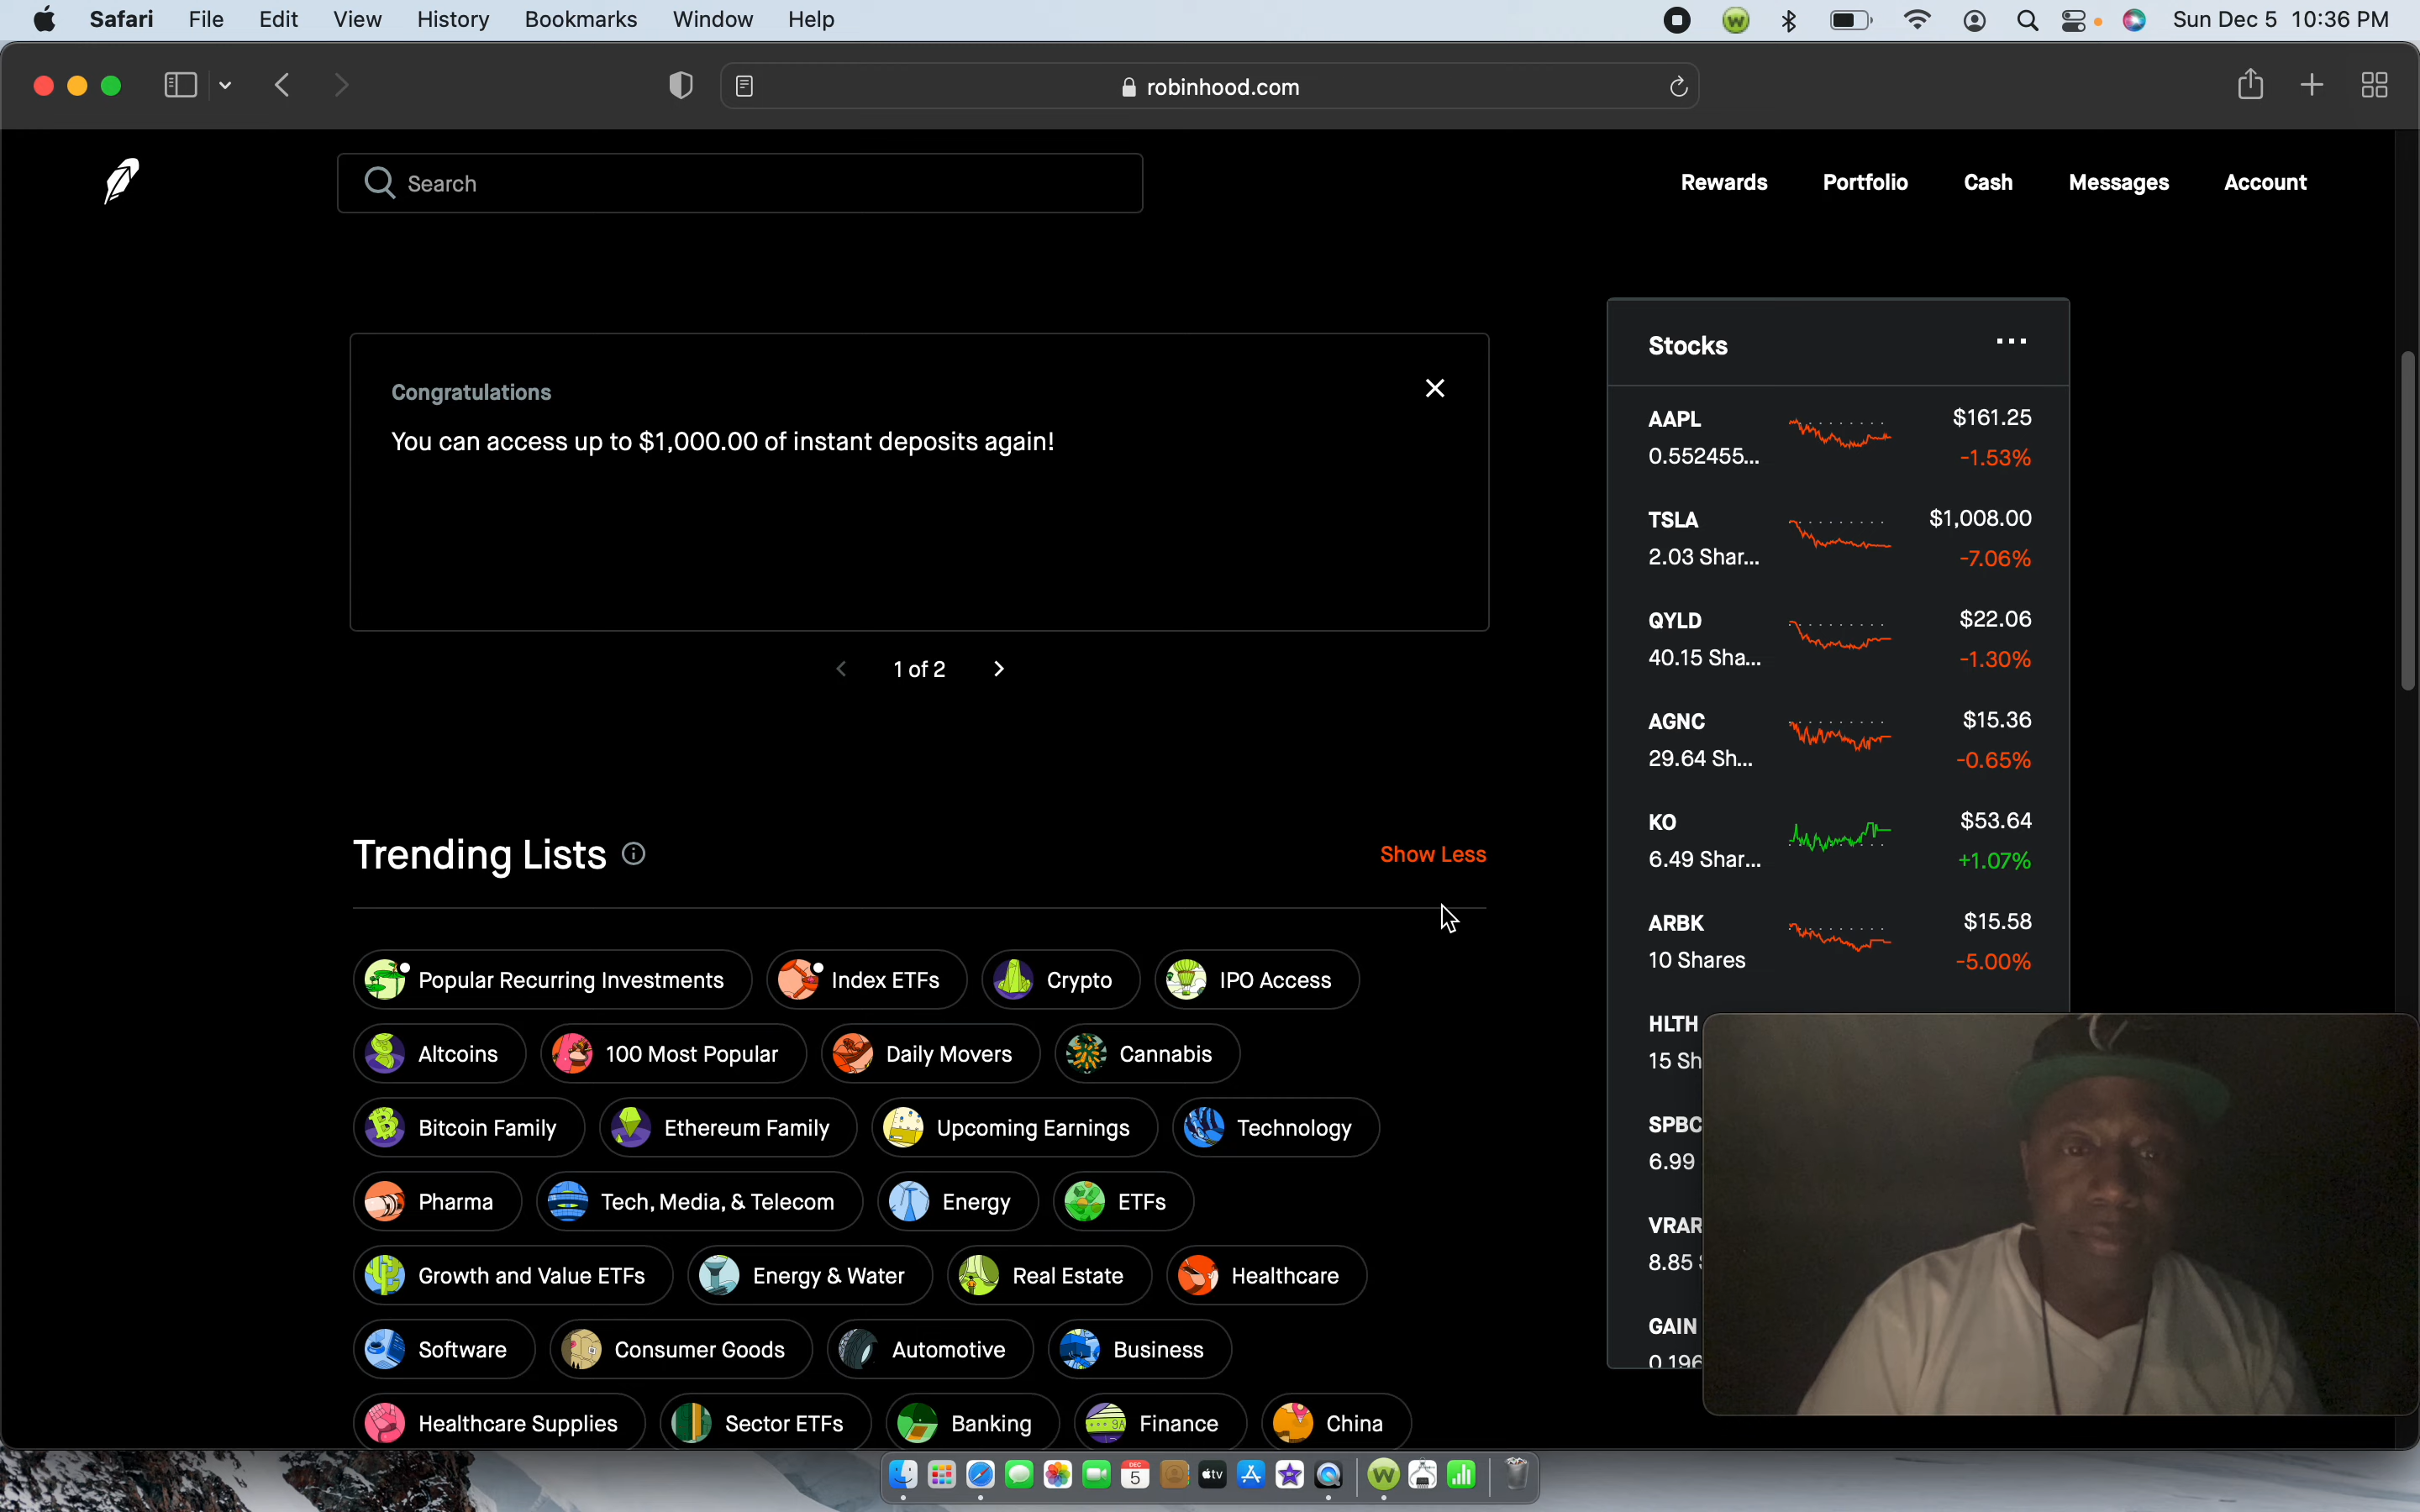 Safari File Edit View History Bookmarks Window Help Sun Dec 5 10:36 PM
robinhood.com
Search Rewards Portfolio Cash Messages Account
Congratulations
You can access up to $1,000.00 of instant deposits again!
1 of 2
Trending Lists Show Less
Popular Recurring Investments Index ETFs Crypto IPO Access
Altcoins 100 Most Popular Daily Movers Cannabis
Bitcoin Family Ethereum Family Upcoming Earnings Technology
Pharma Tech, Media, & Telecom Energy ETFs
Growth and Value ETFs Energy & Water Real Estate Healthcare
Software Consumer Goods Automotive Business
Healthcare Supplies Sector ETFs Banking Finance China
Stocks
AAPL $161.25
0.552455... -1.53%
TSLA $1,008.00
2.03 Shar... -7.06%
QYLD $22.06
40.15 Sha... -1.30%
AGNC $15.36
29.64 Sh... -0.65%
KO $53.64
6.49 Shar... +1.07%
ARBK $15.58
10 Shares -5.00%
HLTH
15 Sh
SPBC
6.99
VRAR
8.85
GAIN
0.196
DEC
5
tv